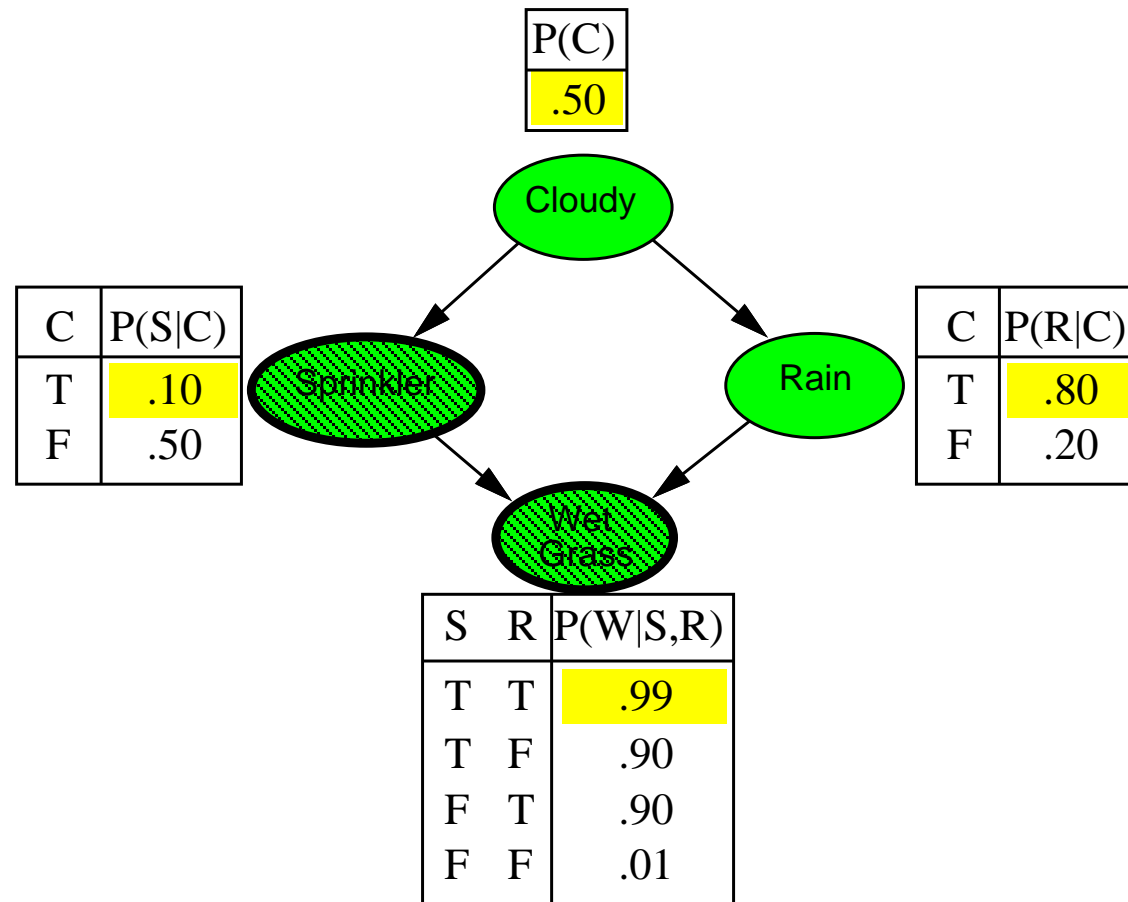 P(C)
.50
Cloudy
C P(S|C)
T .10
F .50
Sprinkler
Rain
C P(R|C)
T .80
F .20
Wet
Grass
S R P(W|S,R)
T T .99
T F .90
F T .90
F F .01